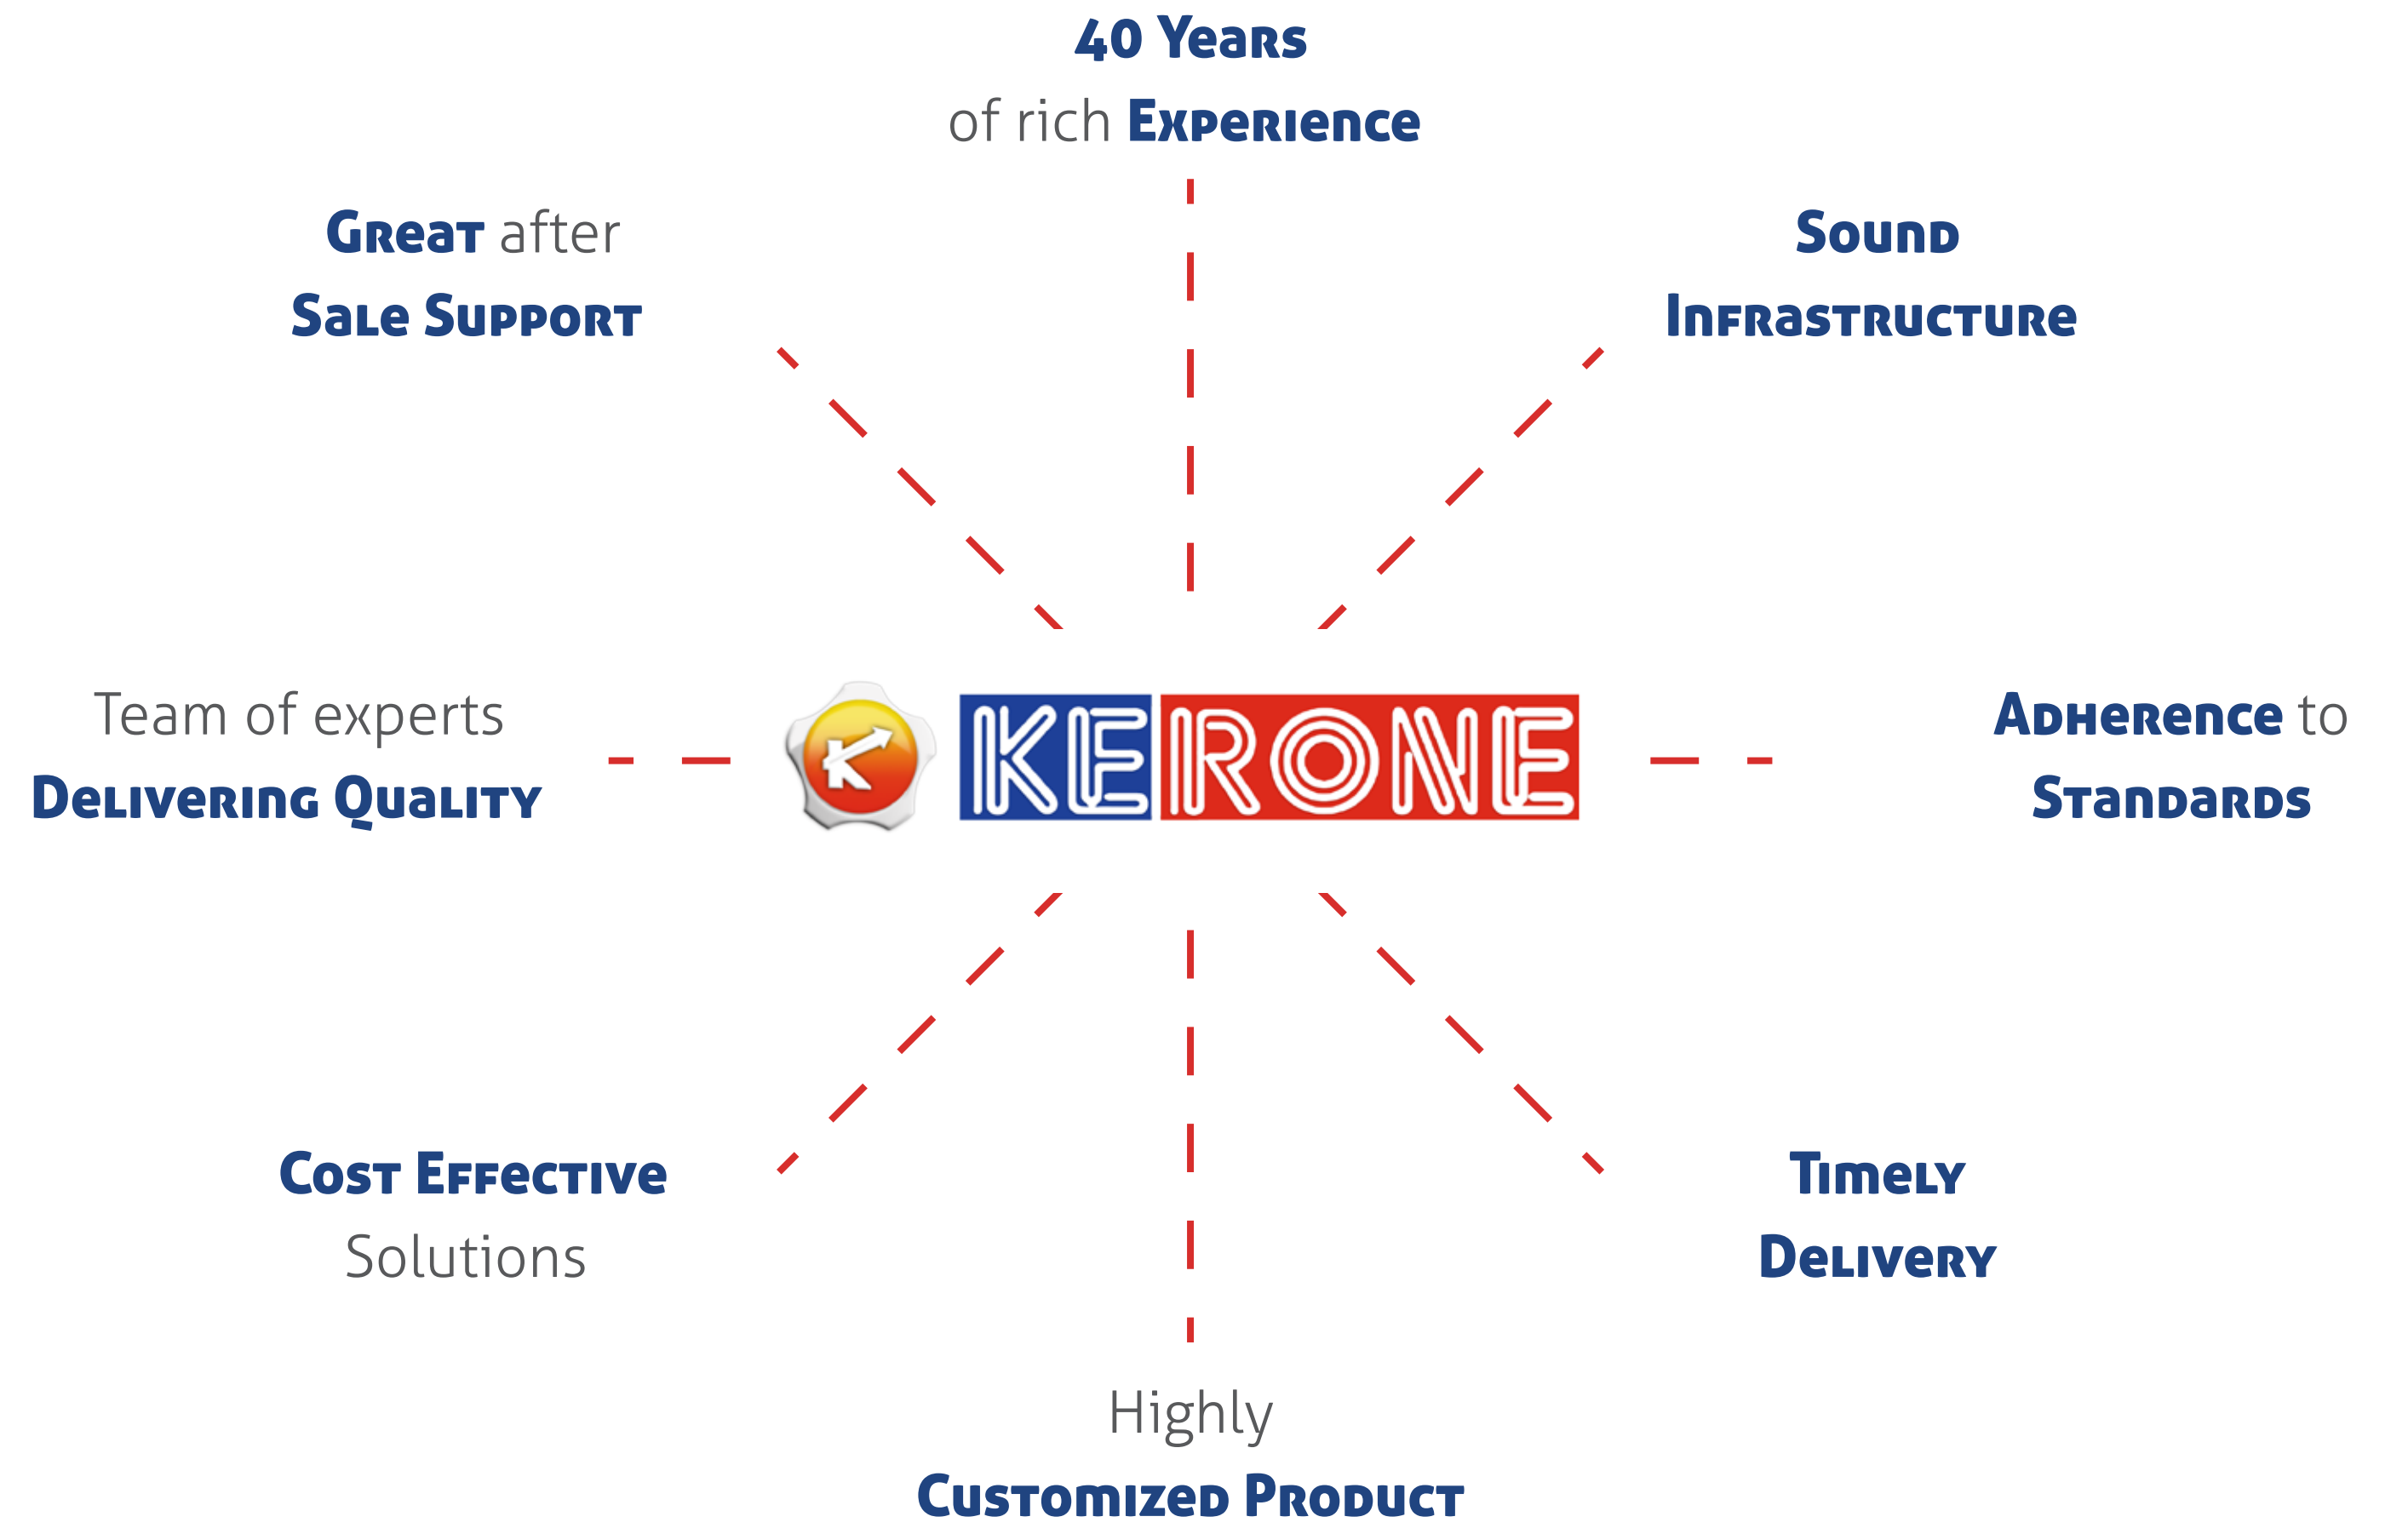 40 Years
of rich Experience
Great after
Sale Support
Sound
Infrastructure
Team of experts
Delivering Quality
K KERONE
Adherence to
Standards
Cost Effective
Solutions
Timely
Delivery
Highly
Customized Product